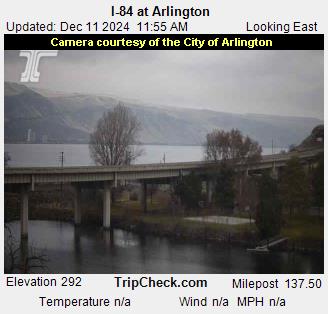 I-84 at Arlington
Updated: Dec 11 2024 11:55 AM Looking East
Camera courtesy of the City of Arlington
Elevation 292 TripCheck.com Milepost 137.50
Temperature n/a Wind n/a MPH n/a